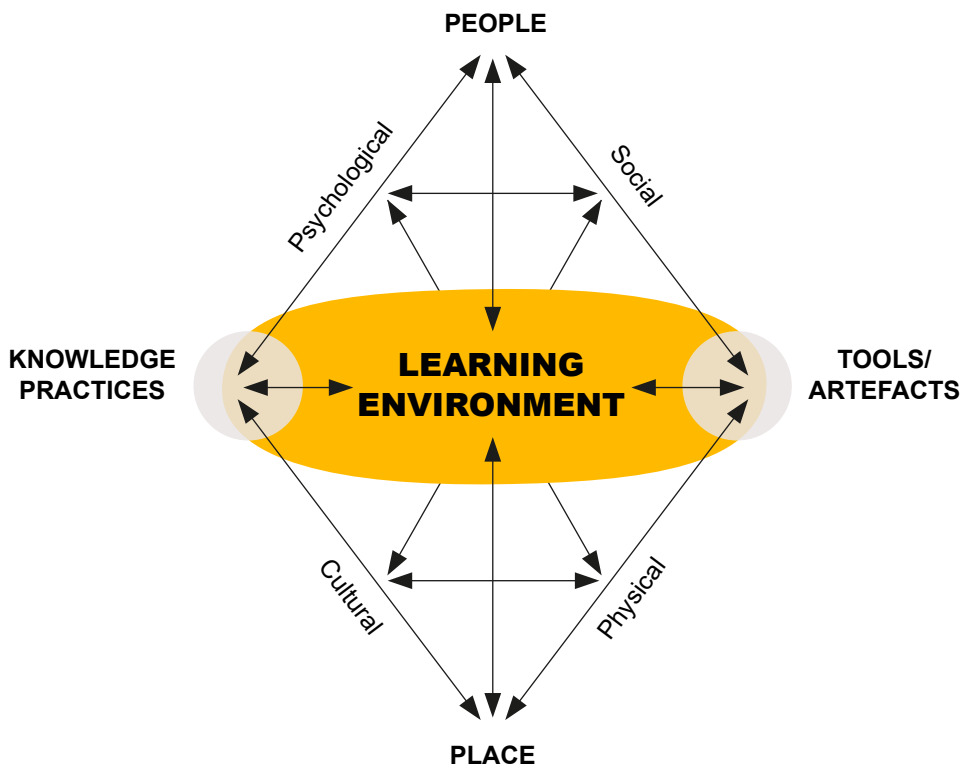 PEOPLE
Psychological
Social
KNOWLEDGE
PRACTICES
LEARNING
ENVIRONMENT
TOOLS/
ARTEFACTS
Cultural
Physical
PLACE